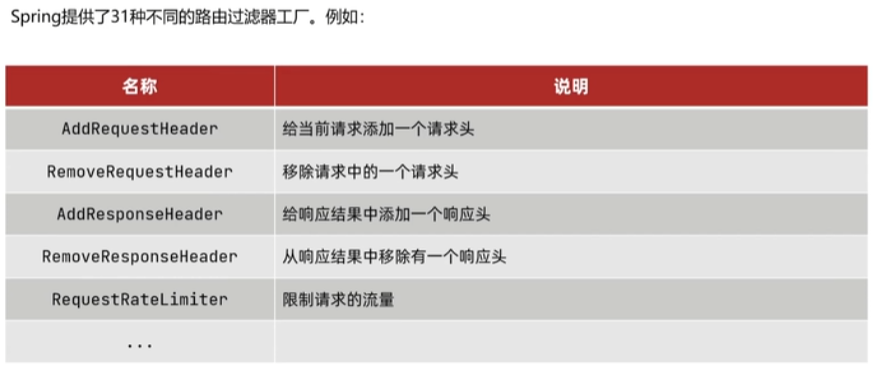 Spring提供了31种不同的路由过滤器工厂。例如：
名称 说明
AddRequestHeader 给当前请求添加一个请求头
RemoveRequestHeader 移除请求中的一个请求头
AddResponseHeader 给响应结果中添加一个响应头
RemoveResponseHeader 从响应结果中移除有一个响应头
RequestRateLimiter 限制请求的流量
...